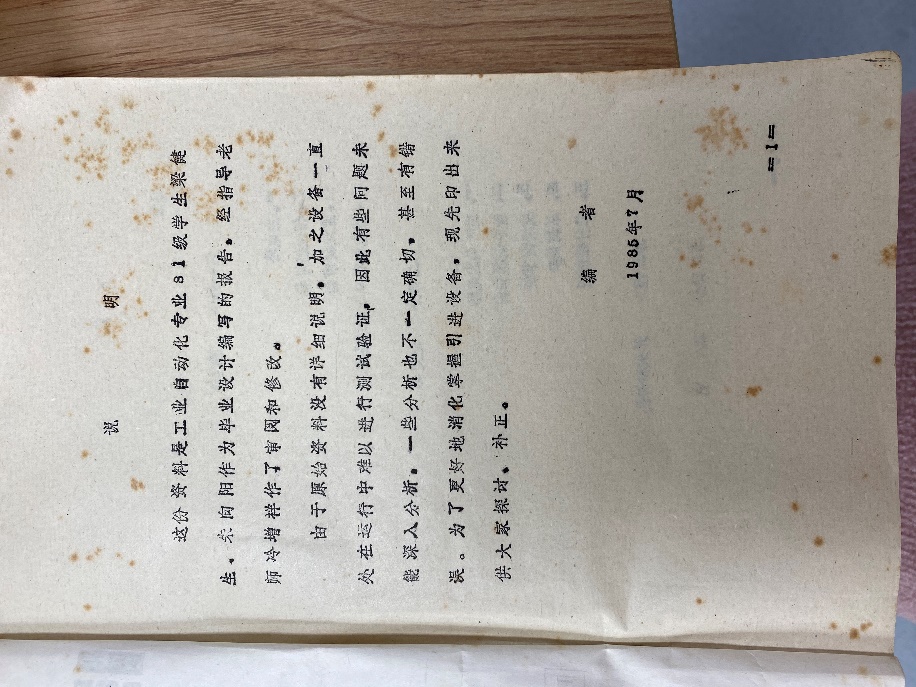 说　　明
这份资料是工业自动化专业81级学生梁健
生、宋向阳作为毕业设计编写的报告。经指导老
师冷增祥作了审阅和修改。
由于原始资料没有详细说明，加之设备一直
处在运行中难以进行测试验证，因此有些问题未
能深入分析，一些分析也不一定确切，甚至有错
误。为了更好地消化掌握引进设备，现先印出来
供大家探讨、补正。
编　　者
1985年7月
=1=